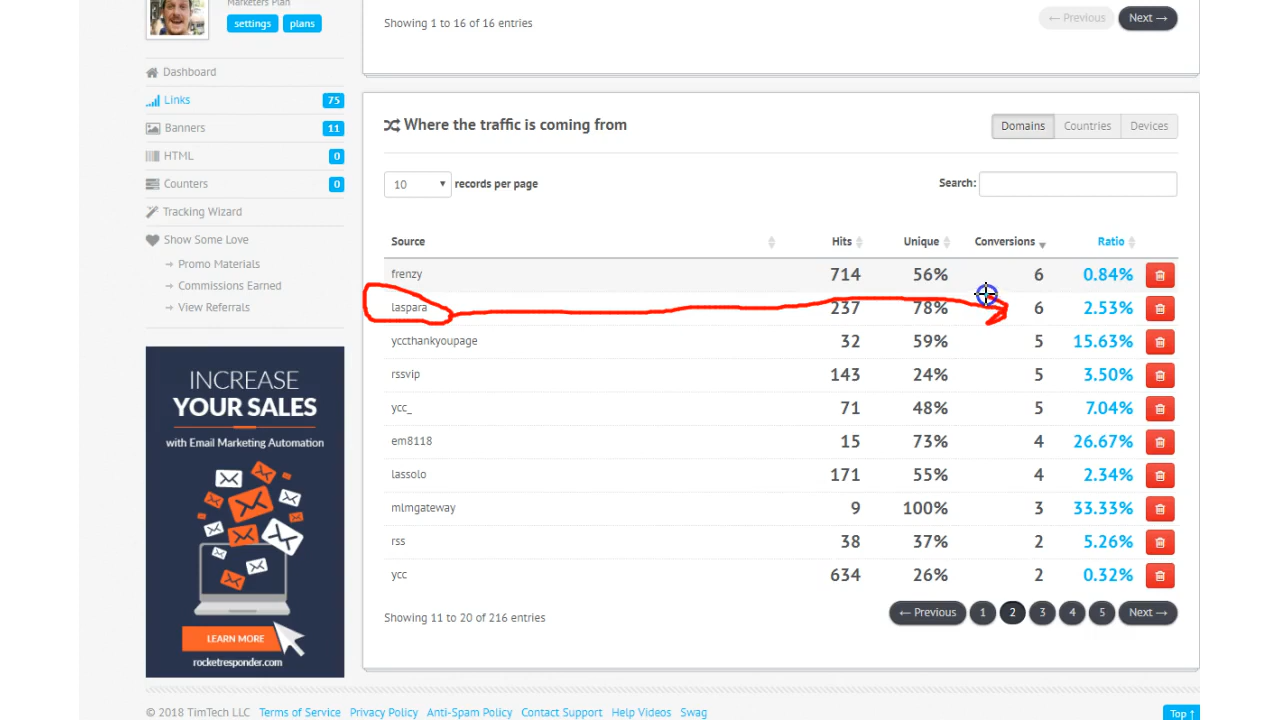 Marketers Plan
settings plans
Showing 1 to 16 of 16 entries
← Previous Next →
Dashboard
Links 75
Banners 11
HTML 0
Counters 0
Tracking Wizard
Show Some Love
→ Promo Materials
→ Commissions Earned
→ View Referrals
INCREASE
YOUR SALES
with Email Marketing Automation
LEARN MORE
rocketresponder.com
Where the traffic is coming from
Domains Countries Devices
10 records per page
Search:
Source Hits Unique Conversions Ratio
frenzy 714 56% 6 0.84%
laspara 237 78% 6 2.53%
yccthankyoupage 32 59% 5 15.63%
rssvip 143 24% 5 3.50%
ycc_ 71 48% 5 7.04%
em8118 15 73% 4 26.67%
lassolo 171 55% 4 2.34%
mlmgateway 9 100% 3 33.33%
rss 38 37% 2 5.26%
ycc 634 26% 2 0.32%
Showing 11 to 20 of 216 entries
← Previous 1 2 3 4 5 Next →
© 2018 TimTech LLC Terms of Service Privacy Policy Anti-Spam Policy Contact Support Help Videos Swag
Top ↑